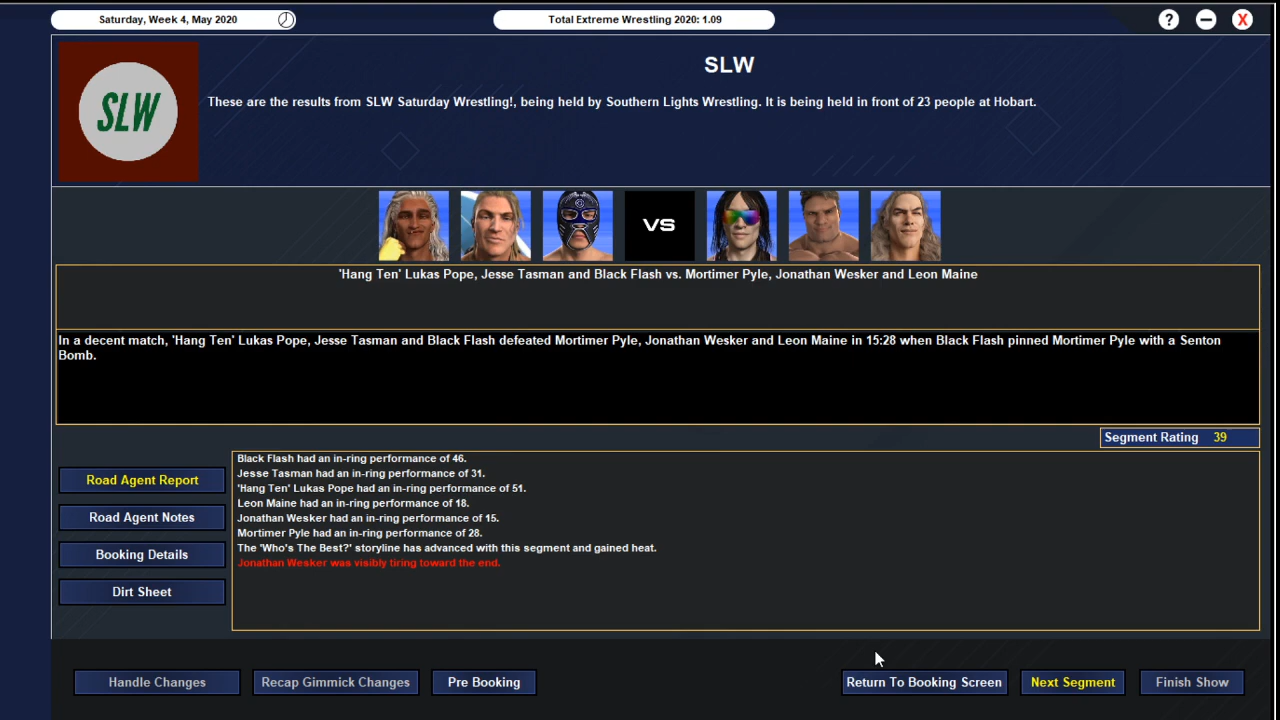 Saturday, Week 4, May 2020
Total Extreme Wrestling 2020: 1.09
?
X
SLW
SLW
These are the results from SLW Saturday Wrestling!, being held by Southern Lights Wrestling. It is being held in front of 23 people at Hobart.
VS
'Hang Ten' Lukas Pope, Jesse Tasman and Black Flash vs. Mortimer Pyle, Jonathan Wesker and Leon Maine
In a decent match, 'Hang Ten' Lukas Pope, Jesse Tasman and Black Flash defeated Mortimer Pyle, Jonathan Wesker and Leon Maine in 15:28 when Black Flash pinned Mortimer Pyle with a Senton
Bomb.
Segment Rating 39
Road Agent Report
Road Agent Notes
Booking Details
Dirt Sheet
Black Flash had an in-ring performance of 46.
Jesse Tasman had an in-ring performance of 31.
'Hang Ten' Lukas Pope had an in-ring performance of 51.
Leon Maine had an in-ring performance of 18.
Jonathan Wesker had an in-ring performance of 15.
Mortimer Pyle had an in-ring performance of 28.
The 'Who's The Best?' storyline has advanced with this segment and gained heat.
Jonathan Wesker was visibly tiring toward the end.
Handle Changes
Recap Gimmick Changes
Pre Booking
Return To Booking Screen
Next Segment
Finish Show